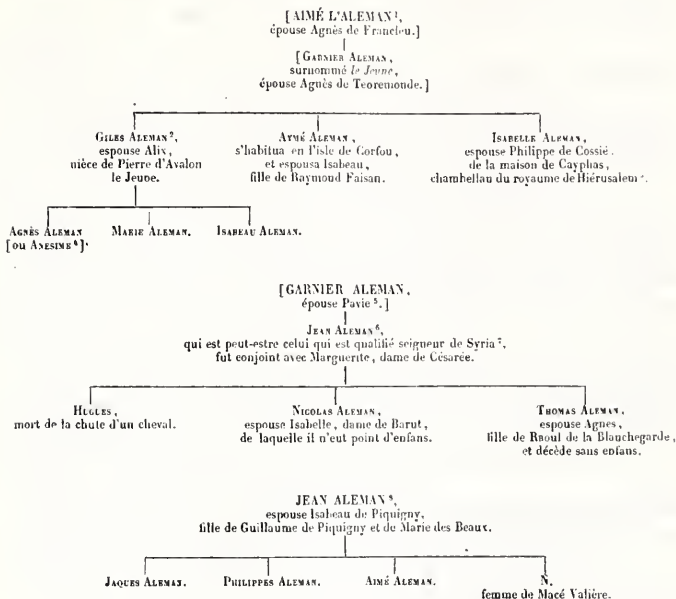 [AIMÉ L'ALEMAN¹,
épouse Agnès de Francleu.]
[GARNIER ALEMAN,
surnommé le Jeune,
épouse Agnès de Teoremonde.]
GILES ALEMAN²,
espouse Alix,
nièce de Pierre d'Avalon
le Jeune.
AYMÉ ALEMAN,
s'habitua en l'isle de Corfou,
et espousa Isabeau,
fille de Raymond Faisan.
ISABELLE ALEMAN,
espouse Philippe de Cossié,
de la maison de Cayphas,
chambellan du royaume de Hiérusalem³.
AGNÈS ALEMAN
[OU ANESIME⁴].
MARIE ALEMAN.
ISABEAU ALEMAN.
[GARNIER ALEMAN,
épouse Pavie⁵.]
JEAN ALEMAN⁶,
qui est peut-estre celui qui est qualifié seigneur de Syria⁷,
fut conjoint avec Marguerite, dame de Césarée.
HUGUES,
mort de la chute d'un cheval.
NICOLAS ALEMAN,
espouse Isabelle, dame de Barut,
de laquelle il n'eut point d'enfans.
THOMAS ALEMAN,
espouse Agnes,
fille de Raoul de la Blanchegarde,
et décède sans enfans.
JEAN ALEMAN⁸,
espouse Isabeau de Piquigny,
fille de Guillaume de Piquigny et de Marie des Beaux.
JAQUES ALEMAN.
PHILIPPES ALEMAN.
AIMÉ ALEMAN.
N.
femme de Macé Valière.